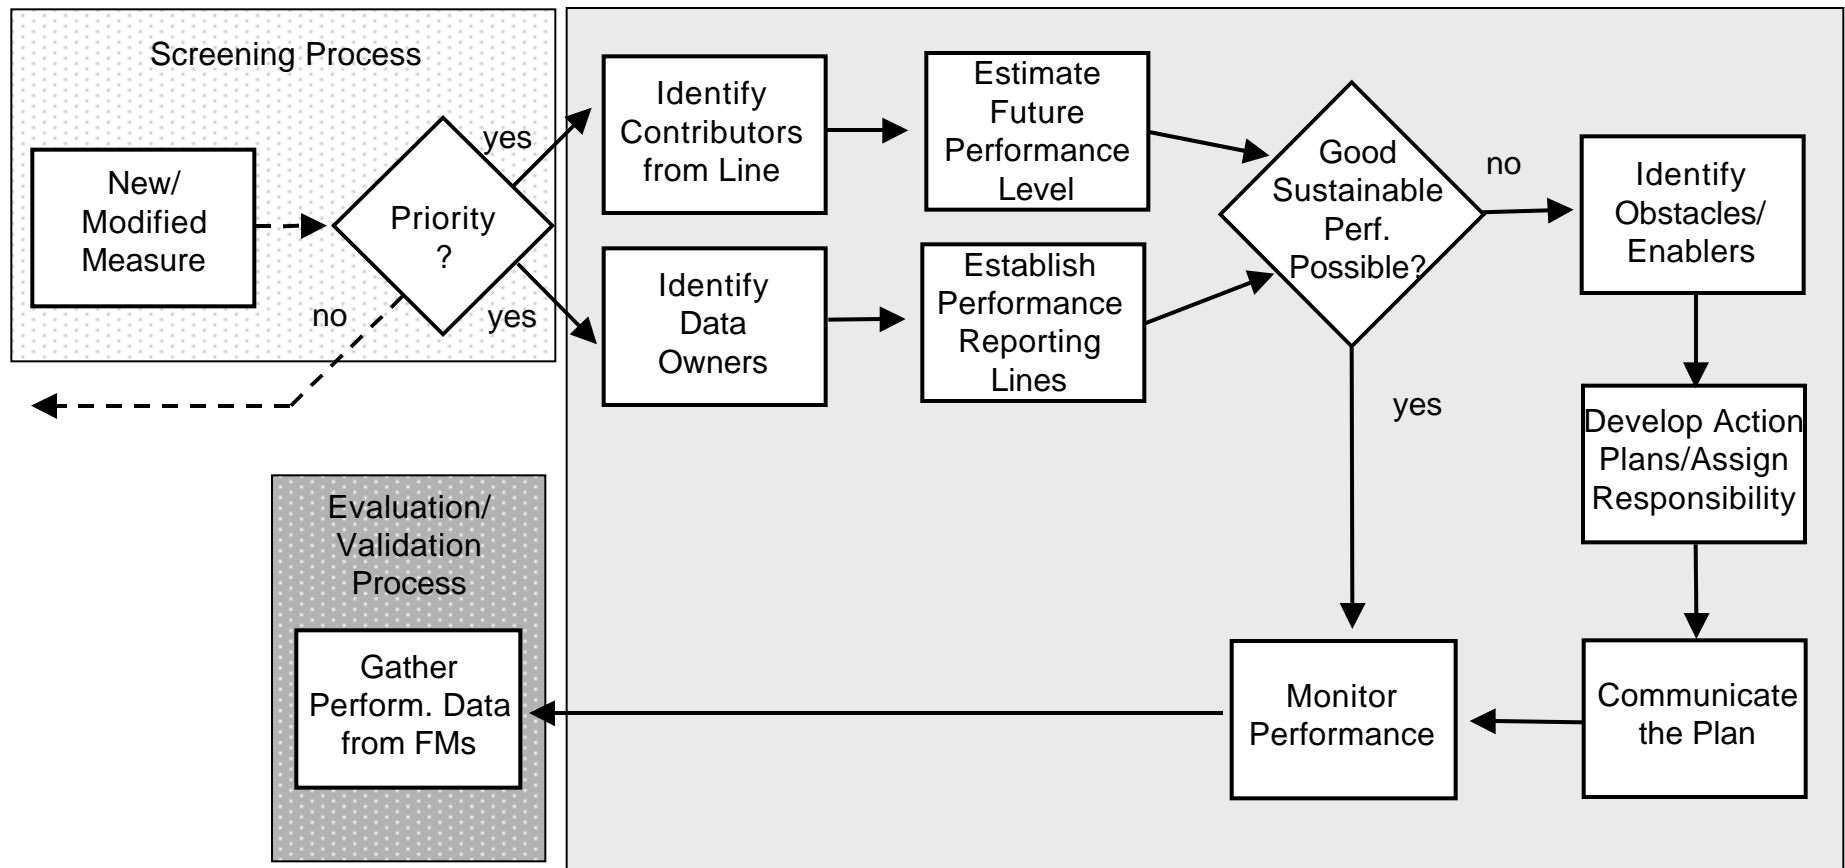 Screening Process
New/
Modified
Measure
Priority
?
yes
no
yes
Identify
Contributors
from Line
Identify
Data
Owners
Estimate
Future
Performance
Level
Establish
Performance
Reporting
Lines
Good
Sustainable
Perf.
Possible?
no
yes
Identify
Obstacles/
Enablers
Develop Action
Plans/Assign
Responsibility
Communicate
the Plan
Monitor
Performance
Evaluation/
Validation
Process
Gather
Perform. Data
from FMs